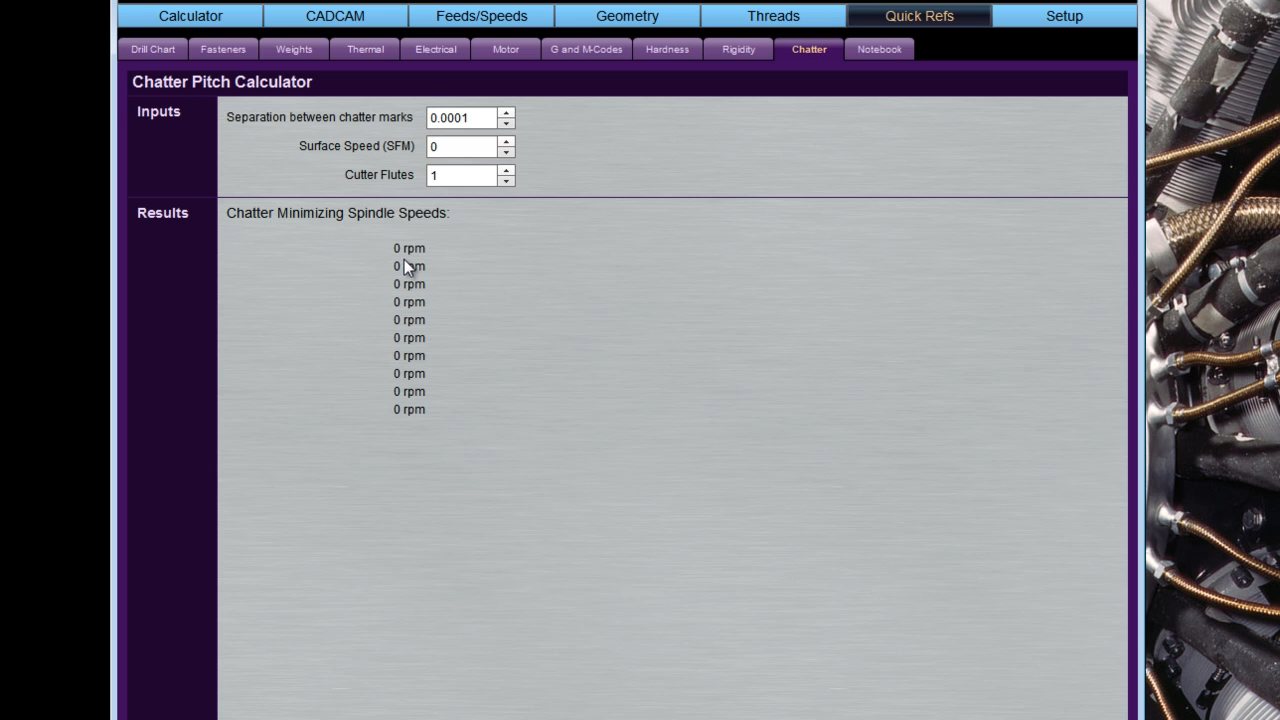 Calculator CADCAM Feeds/Speeds Geometry Threads Quick Refs Setup
Drill Chart Fasteners Weights Thermal Electrical Motor G and M-Codes Hardness Rigidity Chatter Notebook
Chatter Pitch Calculator
Inputs
Separation between chatter marks 0.0001
Surface Speed (SFM) 0
Cutter Flutes 1
Results
Chatter Minimizing Spindle Speeds:
0 rpm
0 rpm
0 rpm
0 rpm
0 rpm
0 rpm
0 rpm
0 rpm
0 rpm
0 rpm